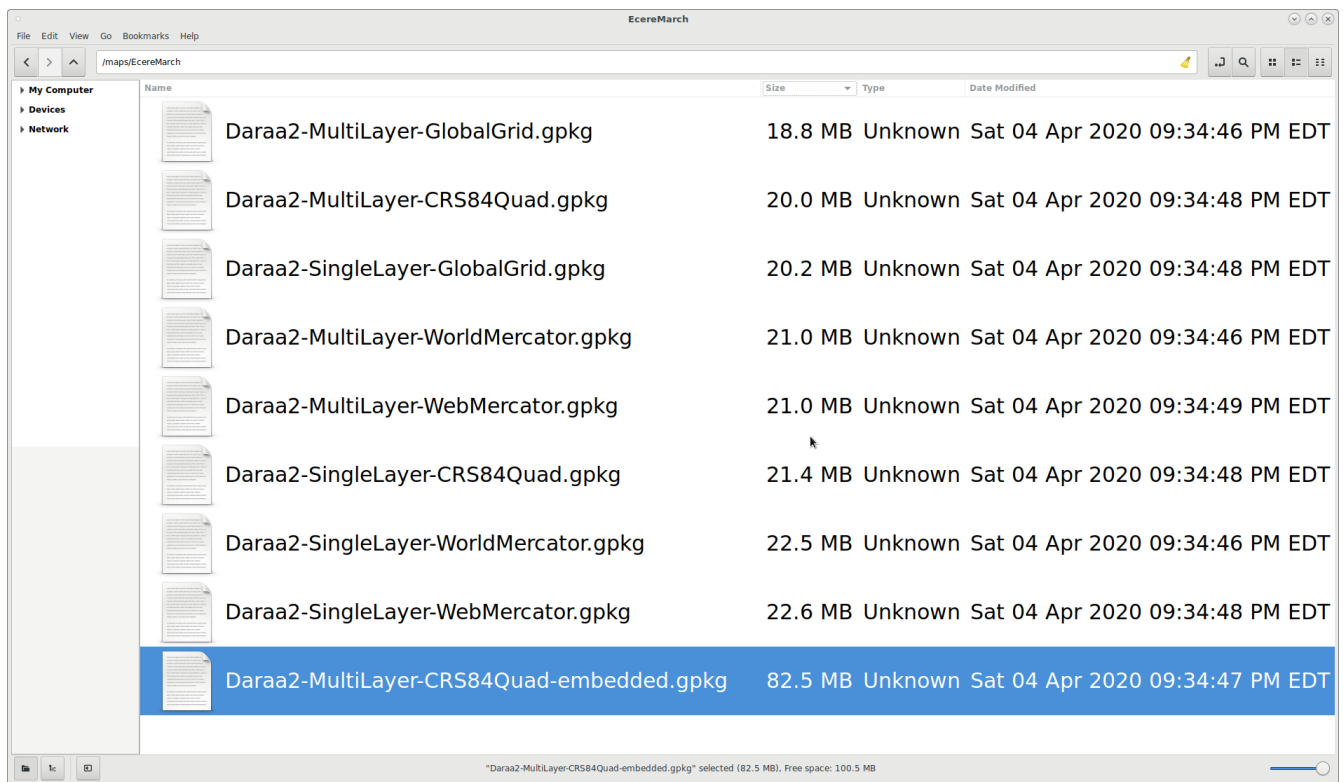 EcereMarch
File Edit View Go Bookmarks Help
/maps/EcereMarch
My Computer
Devices
Network
Name Size Type Date Modified
Daraa2-MultiLayer-GlobalGrid.gpkg 18.8 MB Unknown Sat 04 Apr 2020 09:34:46 PM EDT
Daraa2-MultiLayer-CRS84Quad.gpkg 20.0 MB Unknown Sat 04 Apr 2020 09:34:48 PM EDT
Daraa2-SingleLayer-GlobalGrid.gpkg 20.2 MB Unknown Sat 04 Apr 2020 09:34:48 PM EDT
Daraa2-MultiLayer-WorldMercator.gpkg 21.0 MB Unknown Sat 04 Apr 2020 09:34:46 PM EDT
Daraa2-MultiLayer-WebMercator.gpkg 21.0 MB Unknown Sat 04 Apr 2020 09:34:49 PM EDT
Daraa2-SingleLayer-CRS84Quad.gpkg 21.4 MB Unknown Sat 04 Apr 2020 09:34:48 PM EDT
Daraa2-SingleLayer-WorldMercator.gpkg 22.5 MB Unknown Sat 04 Apr 2020 09:34:46 PM EDT
Daraa2-SingleLayer-WebMercator.gpkg 22.6 MB Unknown Sat 04 Apr 2020 09:34:48 PM EDT
Daraa2-MultiLayer-CRS84Quad-embedded.gpkg 82.5 MB Unknown Sat 04 Apr 2020 09:34:47 PM EDT
"Daraa2-MultiLayer-CRS84Quad-embedded.gpkg" selected (82.5 MB), Free space: 100.5 MB